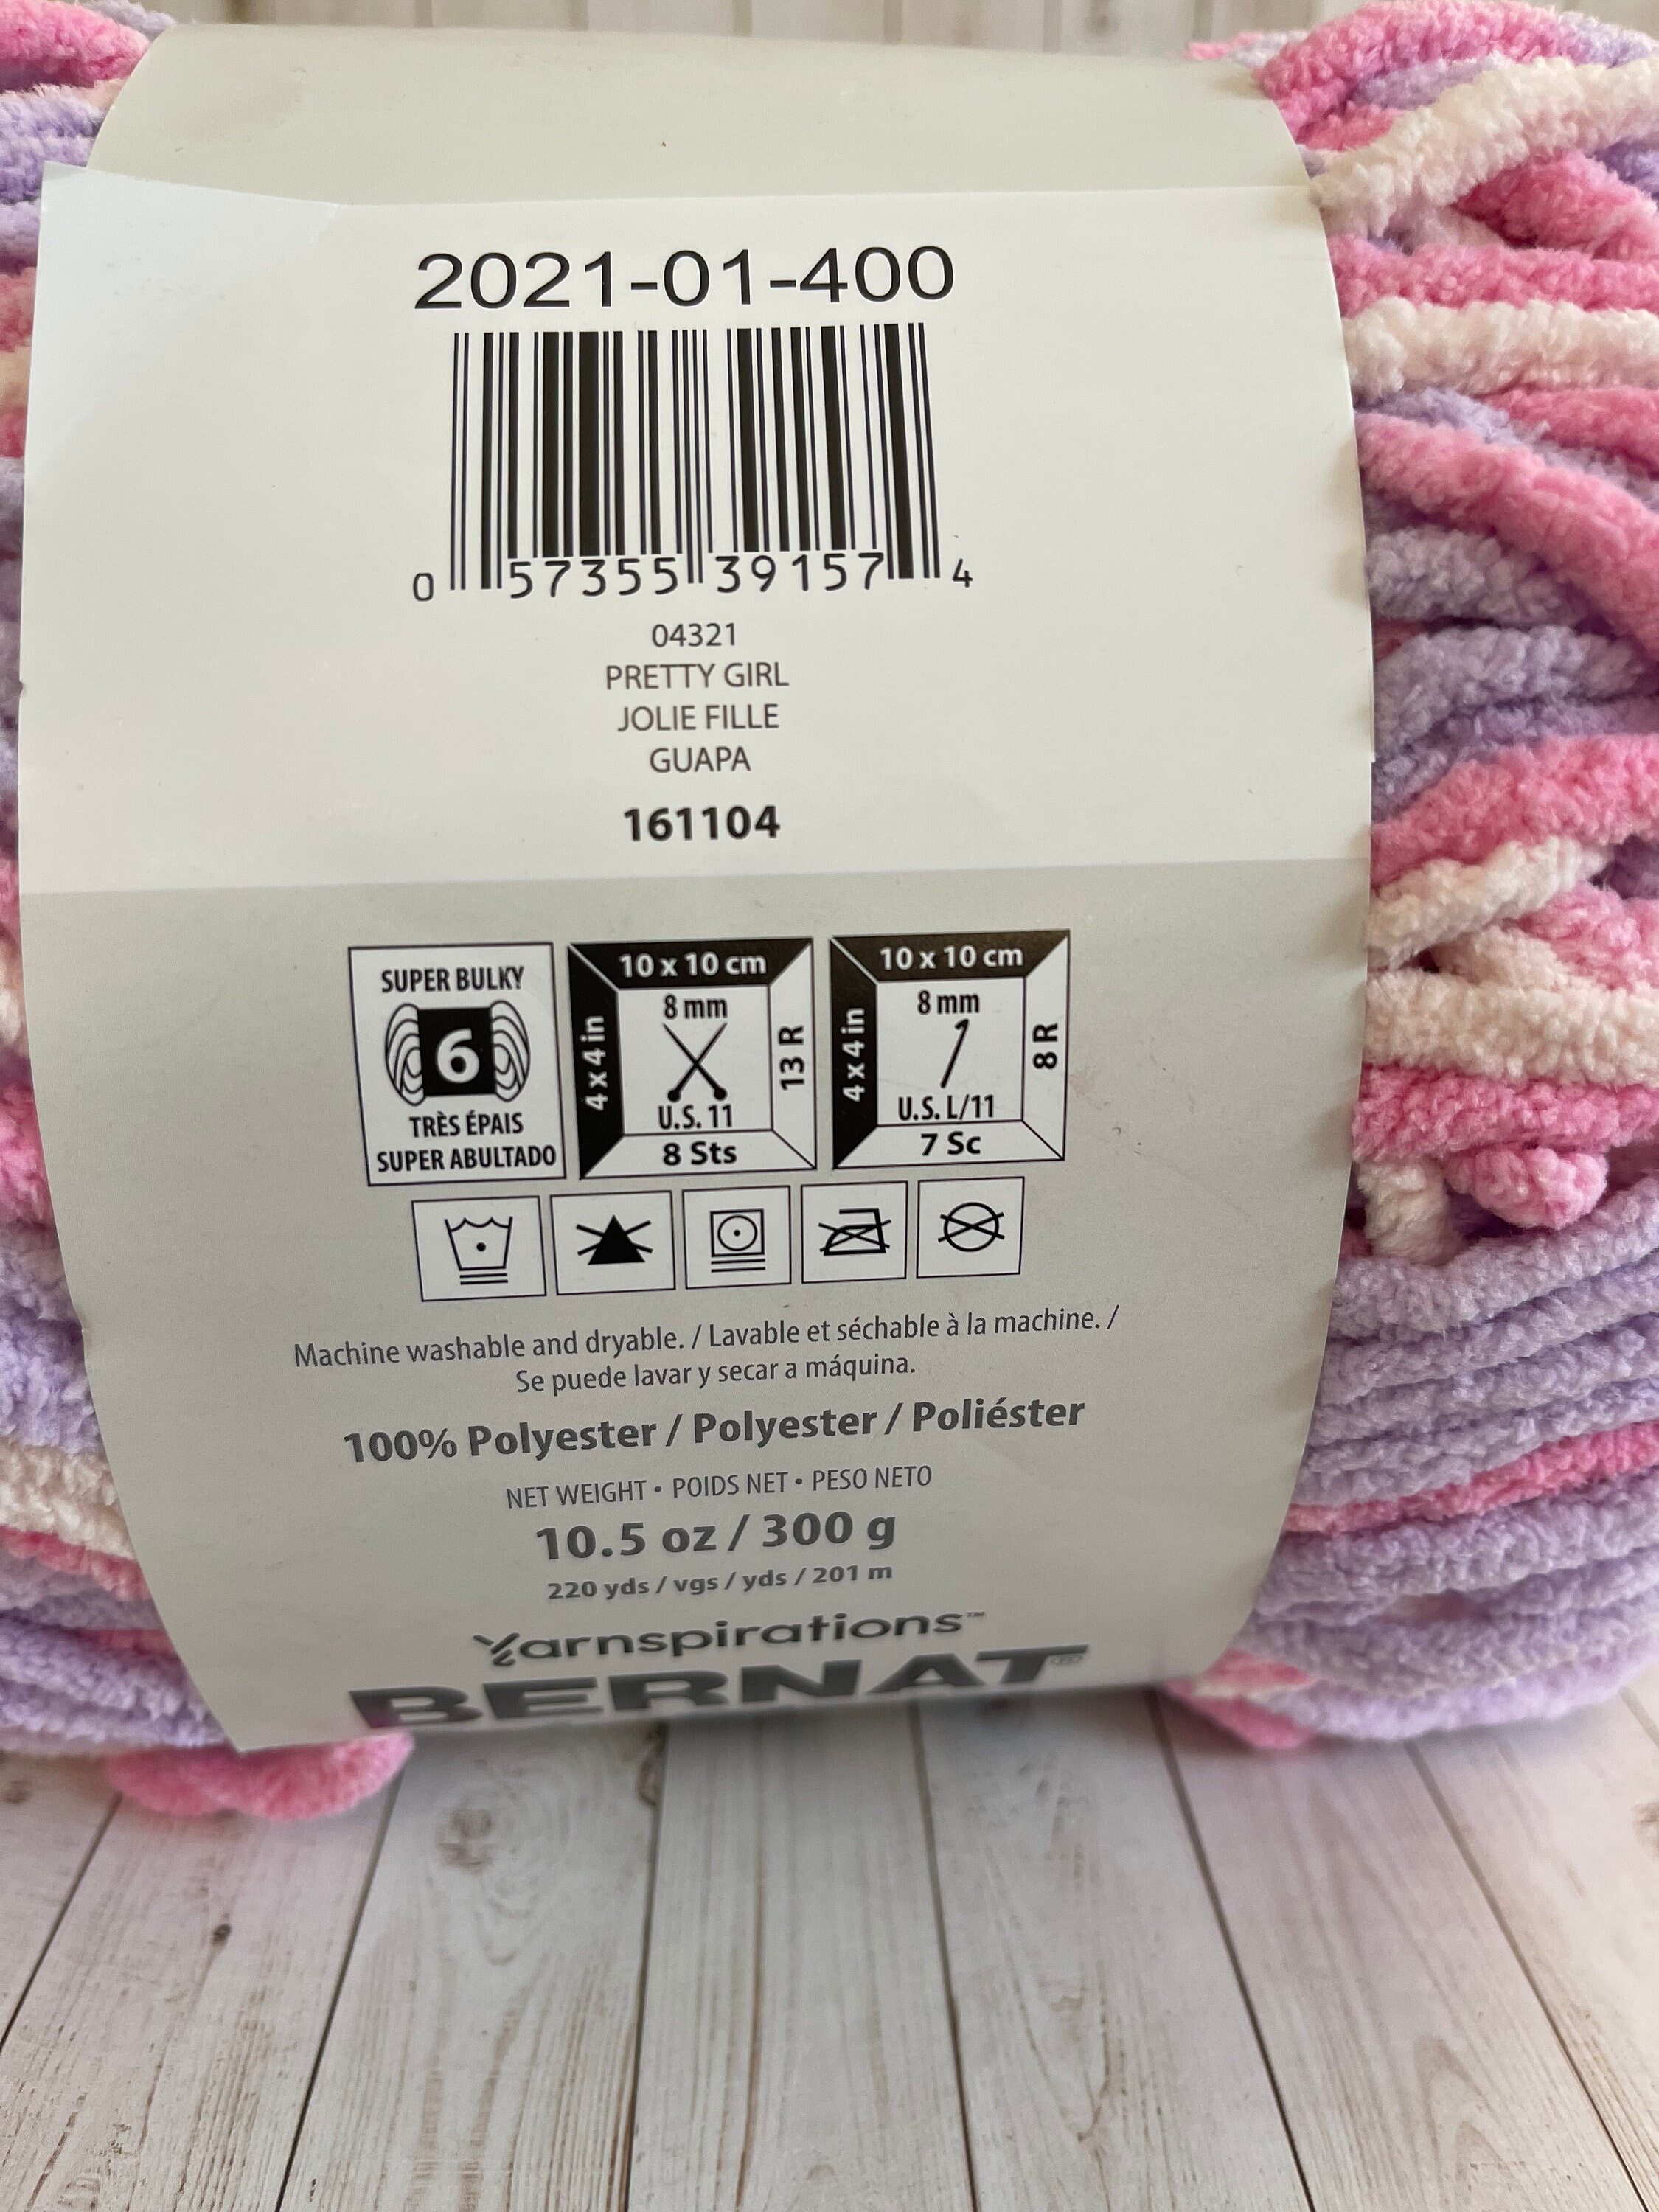 2021-01-400
0 57355 39157 4
04321
PRETTY GIRL
JOLIE FILLE
GUAPA
161104
SUPER BULKY
6
TRÈS ÉPAIS
SUPER ABULTADO
10 x 10 cm
4 x 4 in
8 mm
13 R
U.S. 11
8 Sts
10 x 10 cm
4 x 4 in
8 mm
8 R
U.S. L/11
7 Sc
Machine washable and dryable. / Lavable et séchable à la machine. /
Se puede lavar y secar a máquina.
100% Polyester / Polyester / Poliéster
NET WEIGHT • POIDS NET • PESO NETO
10.5 oz / 300 g
220 yds / vgs / yds / 201 m
Yarnspirations™
BERNAT®